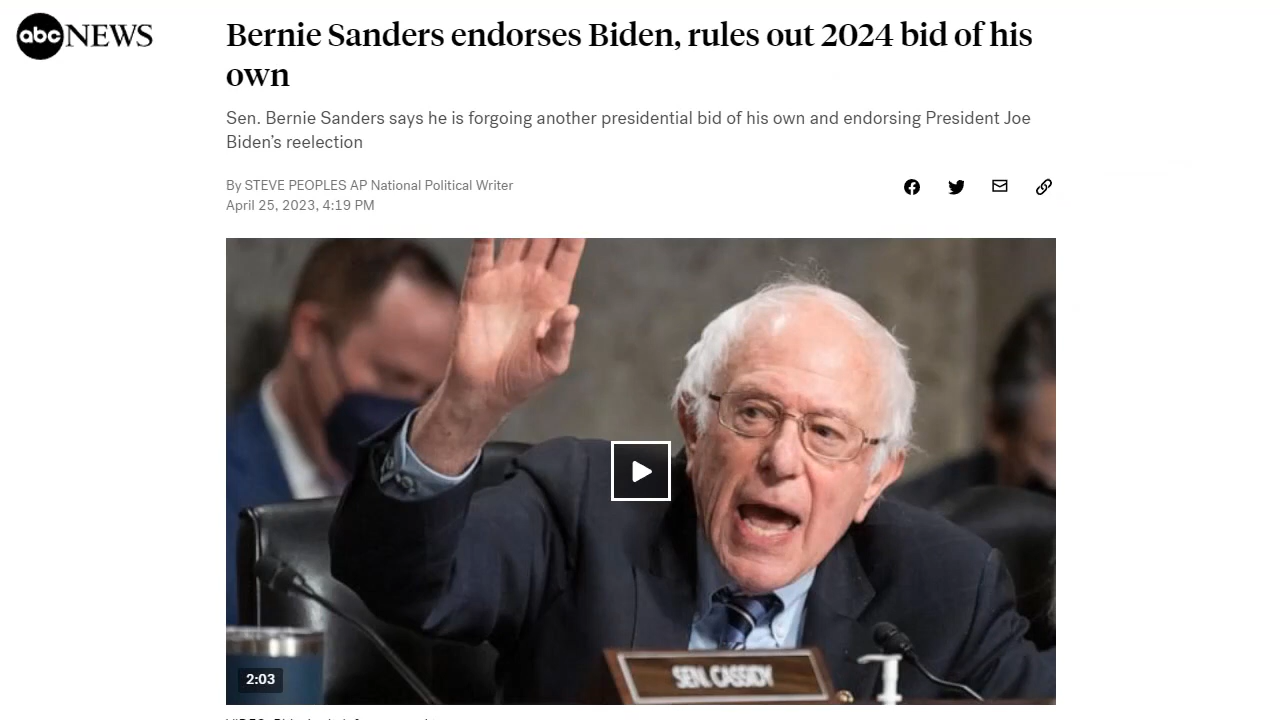 abc NEWS
Bernie Sanders endorses Biden, rules out 2024 bid of his
own
Sen. Bernie Sanders says he is forgoing another presidential bid of his own and endorsing President Joe
Biden’s reelection
By STEVE PEOPLES AP National Political Writer
April 25, 2023, 4:19 PM
SEN. CASSIDY
2:03